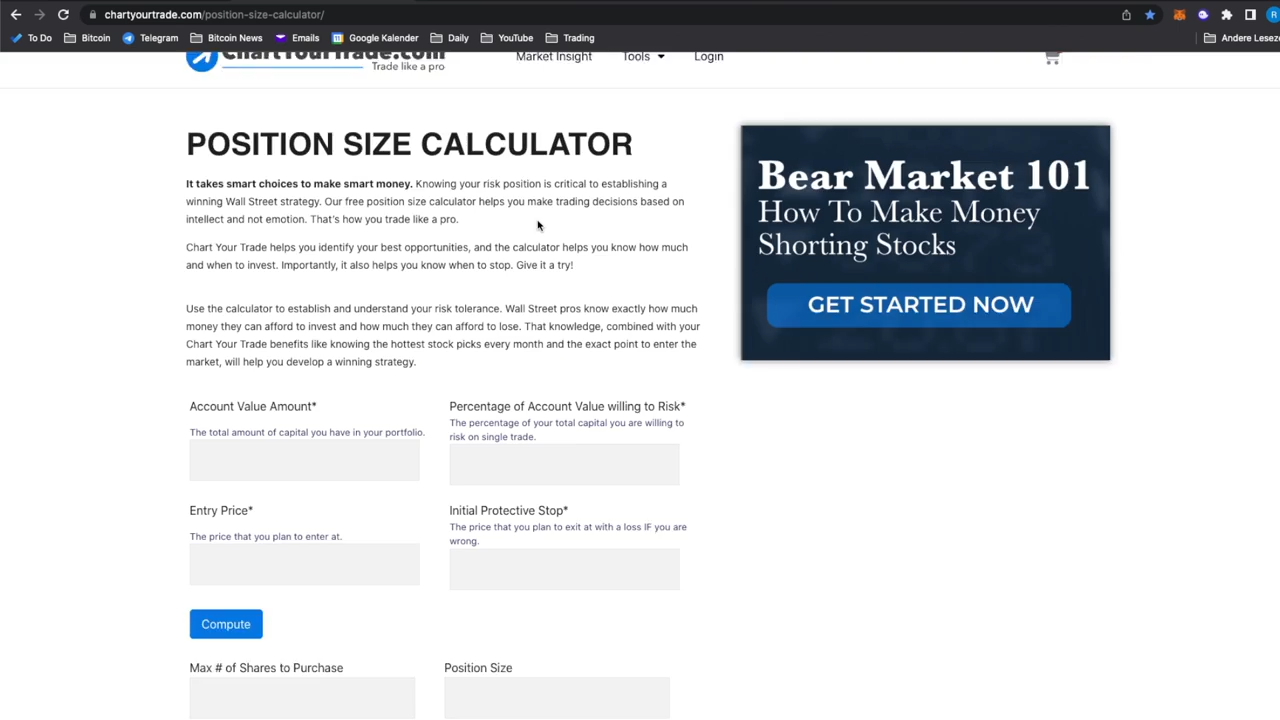 chartyourtrade.com/position-size-calculator/
To Do Bitcoin Telegram Bitcoin News Emails Google Kalender Daily YouTube Trading Andere Leseze
ChartYourTrade.com
Trade like a pro
Market Insight Tools Login
POSITION SIZE CALCULATOR
It takes smart choices to make smart money. Knowing your risk position is critical to establishing a
winning Wall Street strategy. Our free position size calculator helps you make trading decisions based on
intellect and not emotion. That's how you trade like a pro.
Chart Your Trade helps you identify your best opportunities, and the calculator helps you know how much
and when to invest. Importantly, it also helps you know when to stop. Give it a try!
Use the calculator to establish and understand your risk tolerance. Wall Street pros know exactly how much
money they can afford to invest and how much they can afford to lose. That knowledge, combined with your
Chart Your Trade benefits like knowing the hottest stock picks every month and the exact point to enter the
market, will help you develop a winning strategy.
Bear Market 101
How To Make Money
Shorting Stocks
GET STARTED NOW
Account Value Amount*
The total amount of capital you have in your portfolio.
Percentage of Account Value willing to Risk*
The percentage of your total capital you are willing to
risk on single trade.
Entry Price*
The price that you plan to enter at.
Initial Protective Stop*
The price that you plan to exit at with a loss IF you are
wrong.
Compute
Max # of Shares to Purchase
Position Size